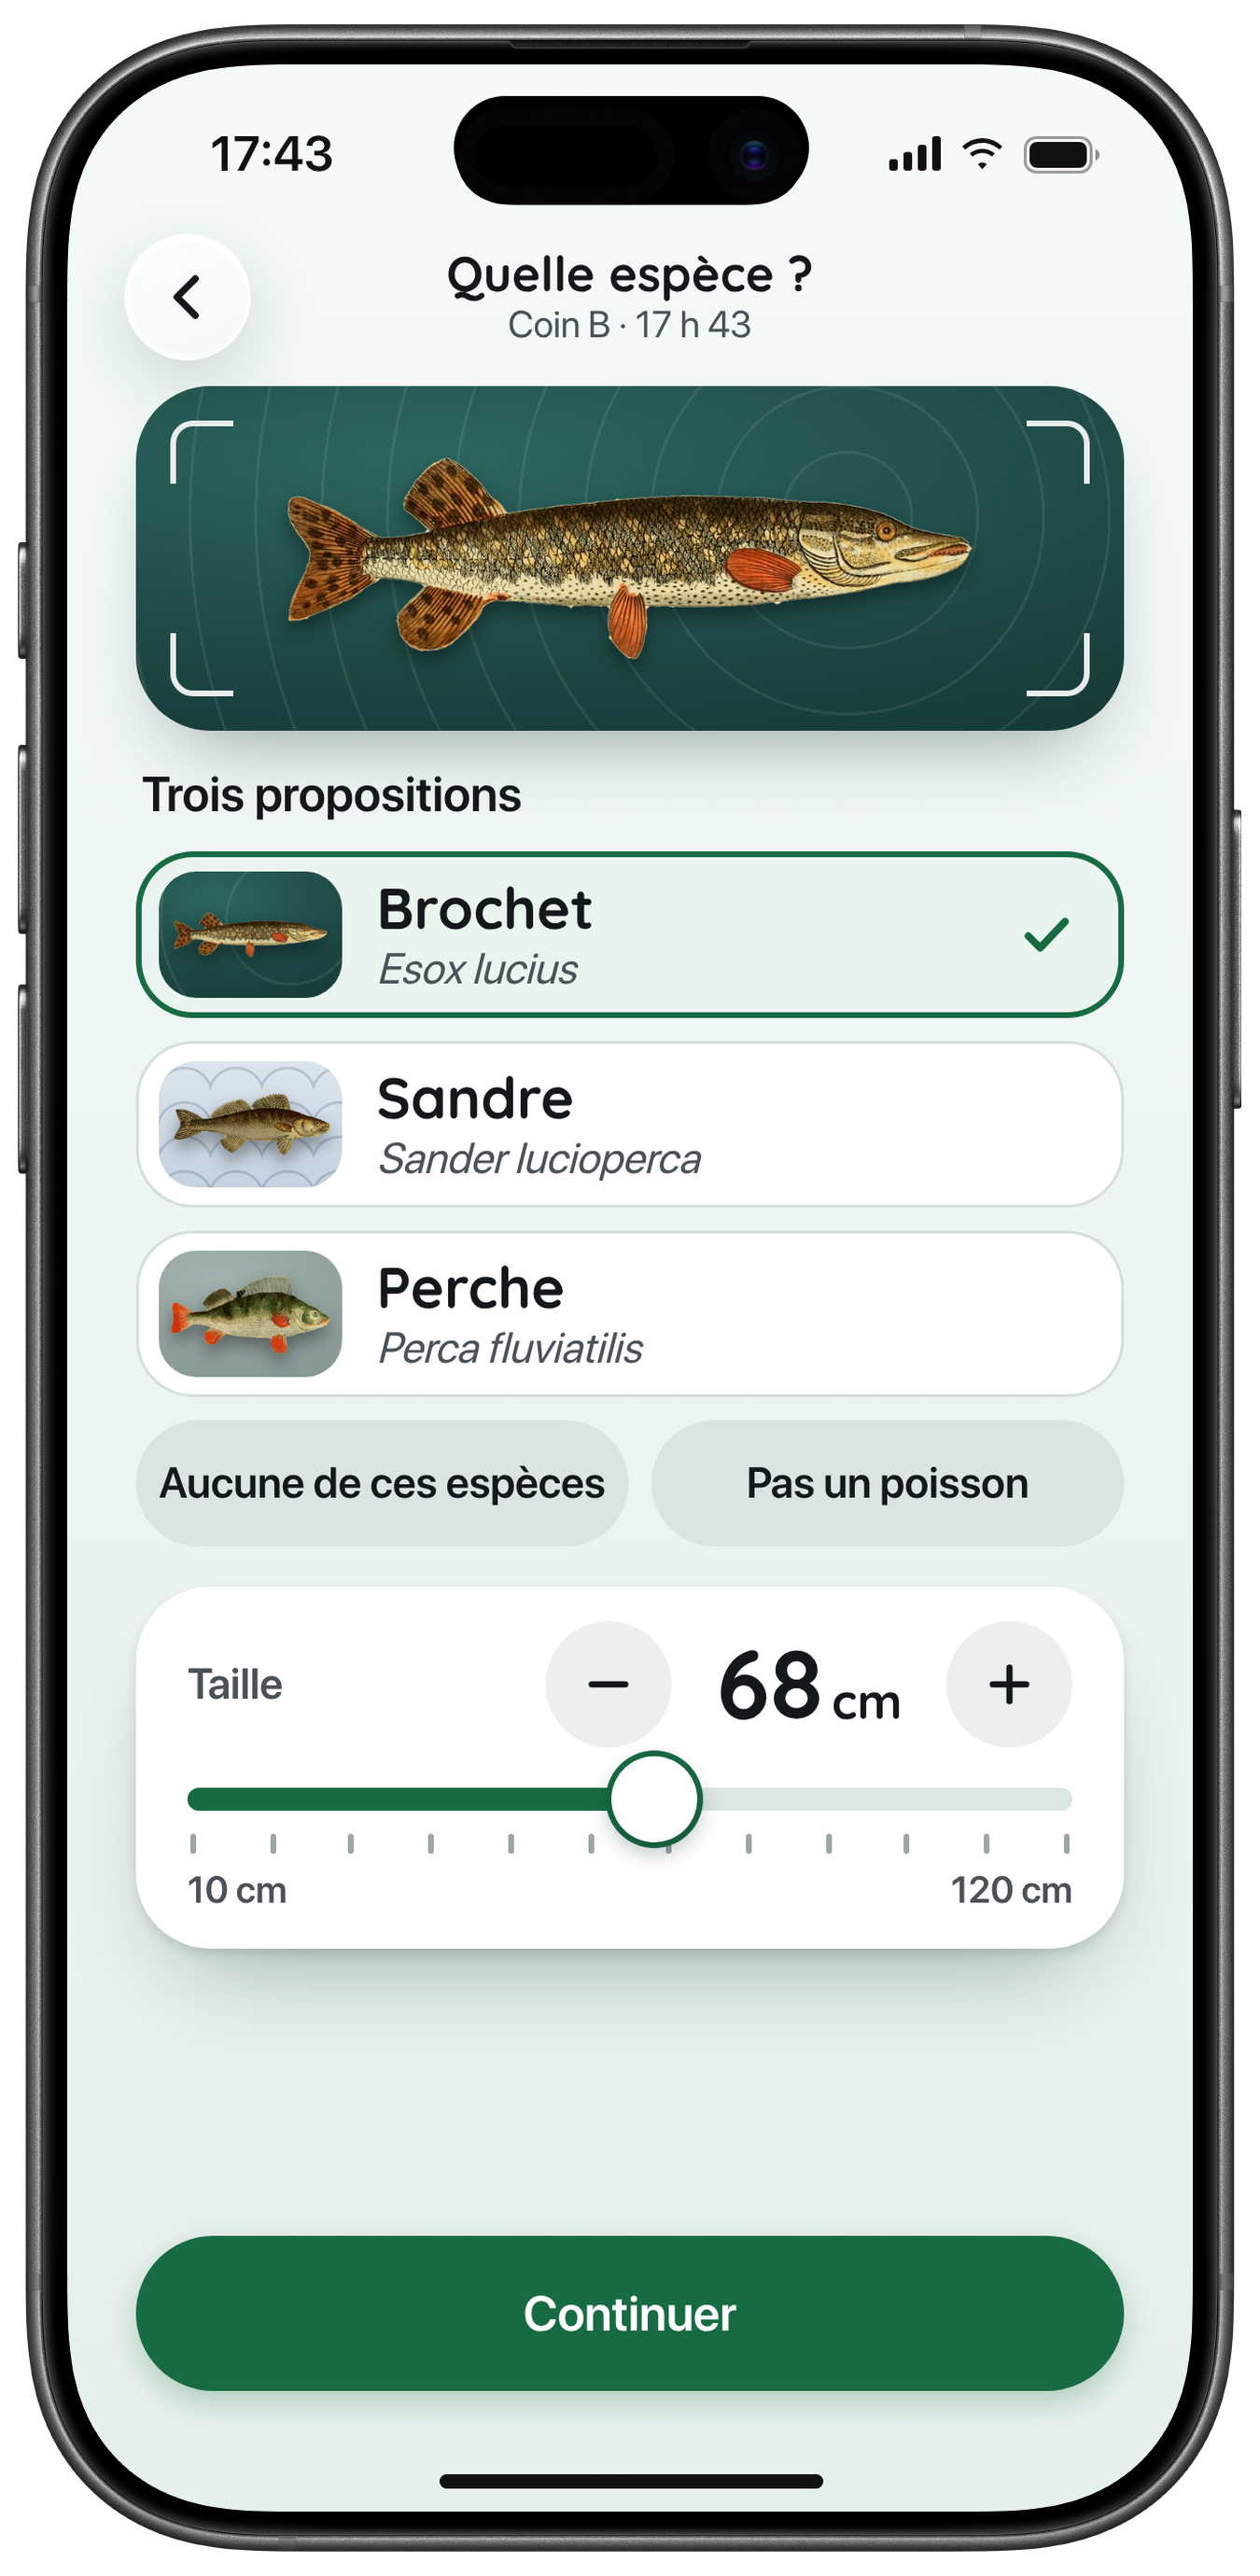 17:43
Quelle espèce ?
Coin B · 17 h 43
Trois propositions
Brochet
Esox lucius
Sandre
Sander lucioperca
Perche
Perca fluviatilis
Aucune de ces espèces
Pas un poisson
Taille
68 cm
10 cm
120 cm
Continuer